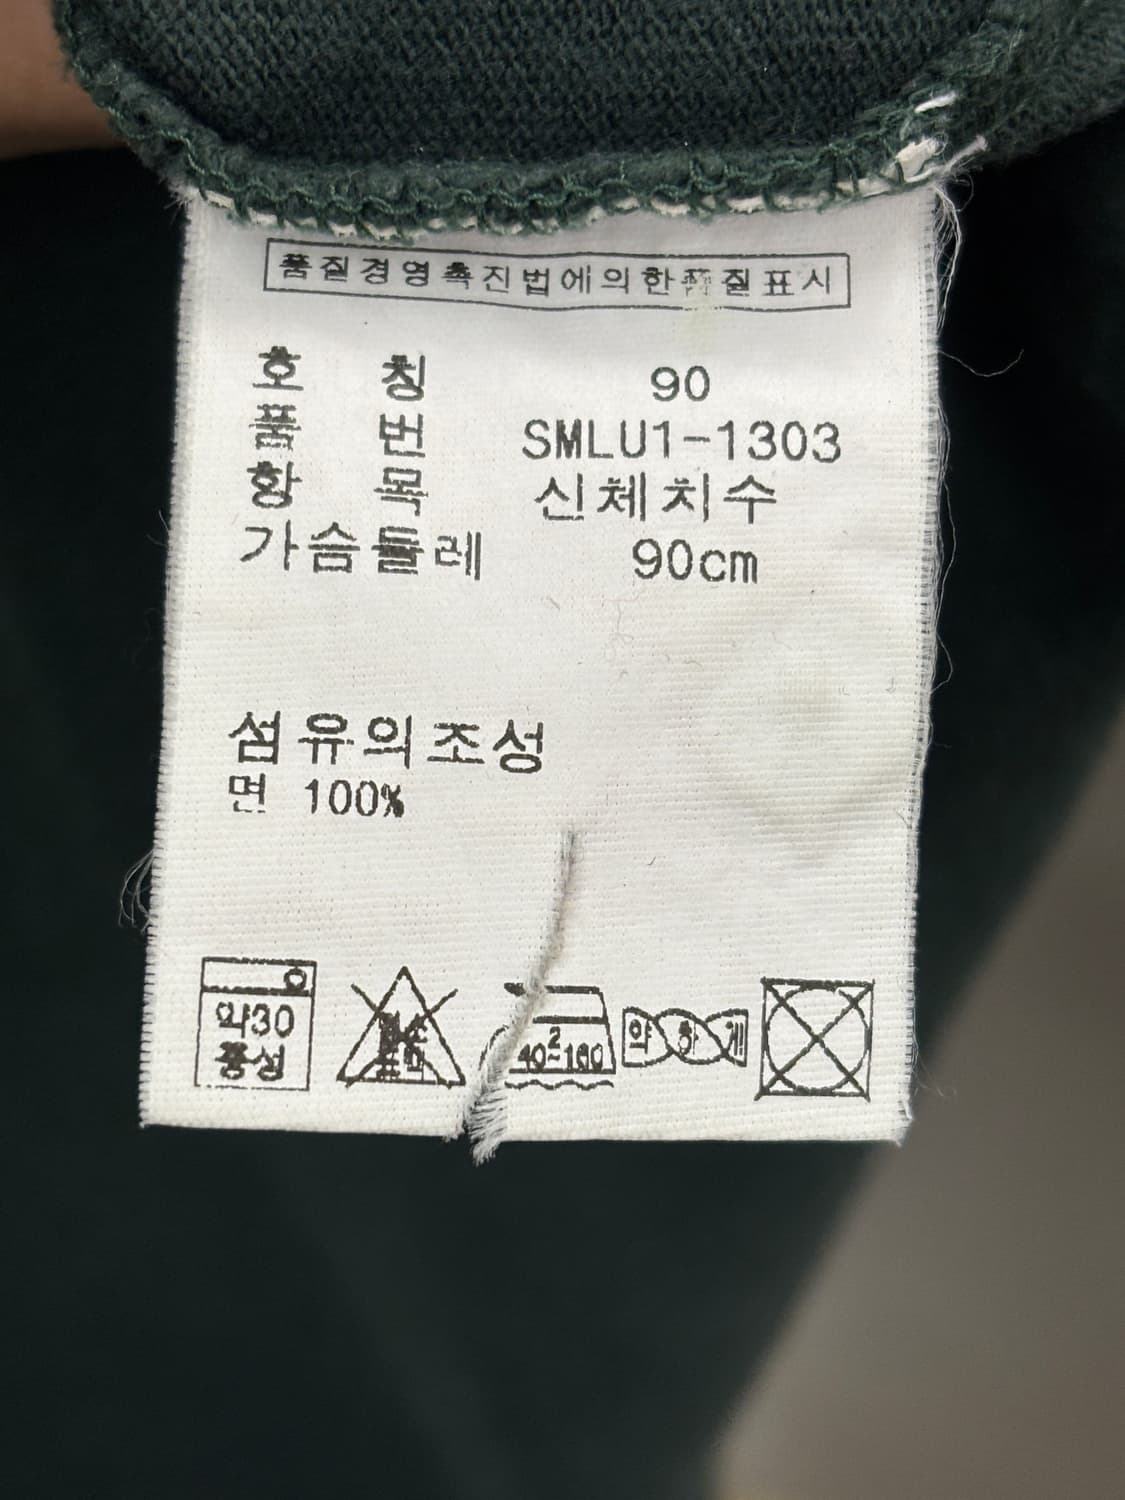 품질경영촉진법에의한품질표시
호 칭 90
품 번 SMLU1-1303
항 목 신체치수
가슴둘레 90cm
섬유의조성
면 100%
약30
중성
약하게